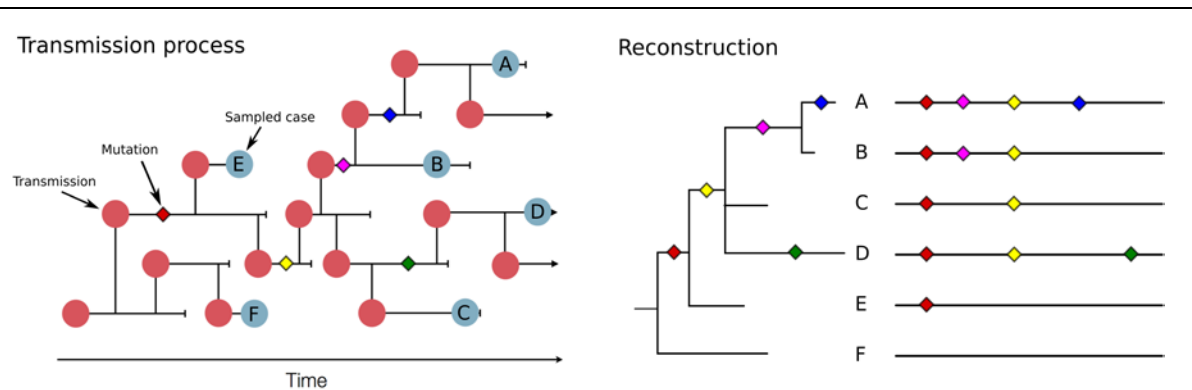 Transmission process
Reconstruction
A
Sampled case
Mutation
E
B
Transmission
D
F
C
Time
A
B
C
D
E
F